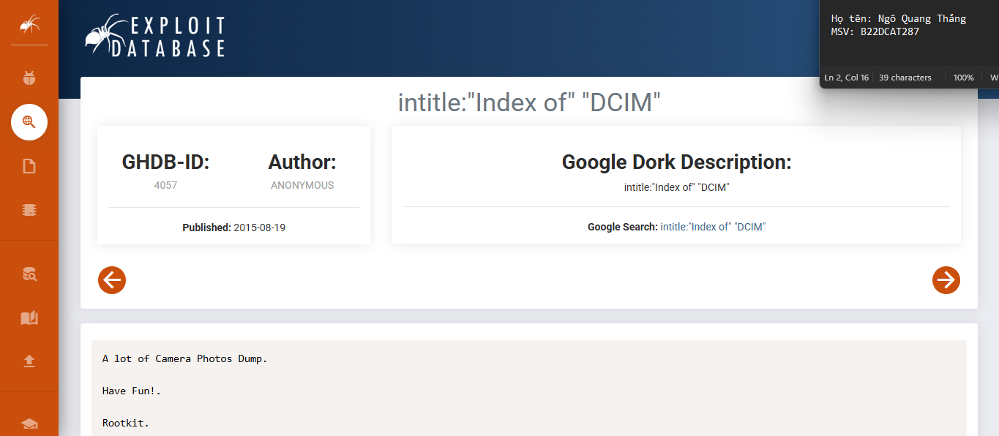 EXPLOIT
DATABASE
Họ tên: Ngô Quang Thắng
MSV: B22DCAT287
Ln 2, Col 16
39 characters
100%
W
intitle:"Index of" "DCIM"
GHDB-ID:
4057
Author:
ANONYMOUS
Published: 2015-08-19
Google Dork Description:
intitle:"Index of" "DCIM"
Google Search: intitle:"Index of" "DCIM"
A lot of Camera Photos Dump.
Have Fun!.
Rootkit.